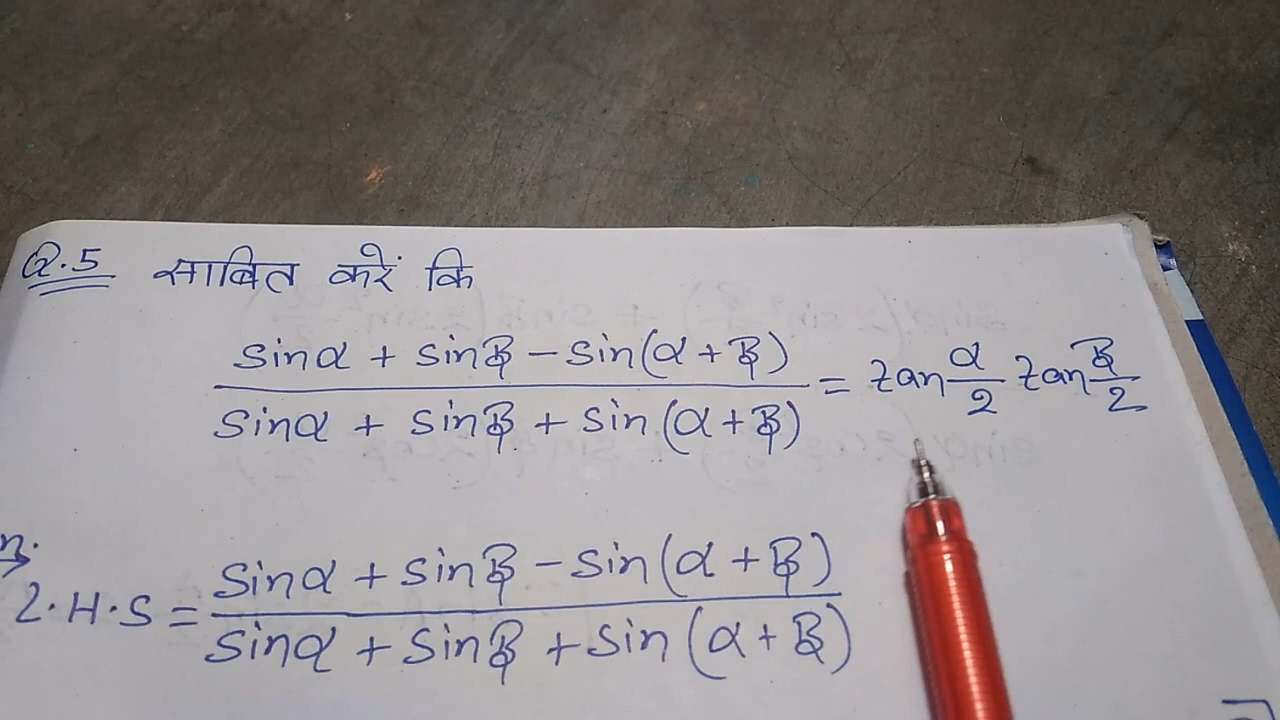 Q.5 साबित करें कि
sinα + sinβ – sin(α + β) / sinα + sinβ + sin(α + β) = tan α/2 tan β/2
n.
L.H.S = sinα + sinβ – sin(α + β) / sinα + sinβ + sin(α + β)